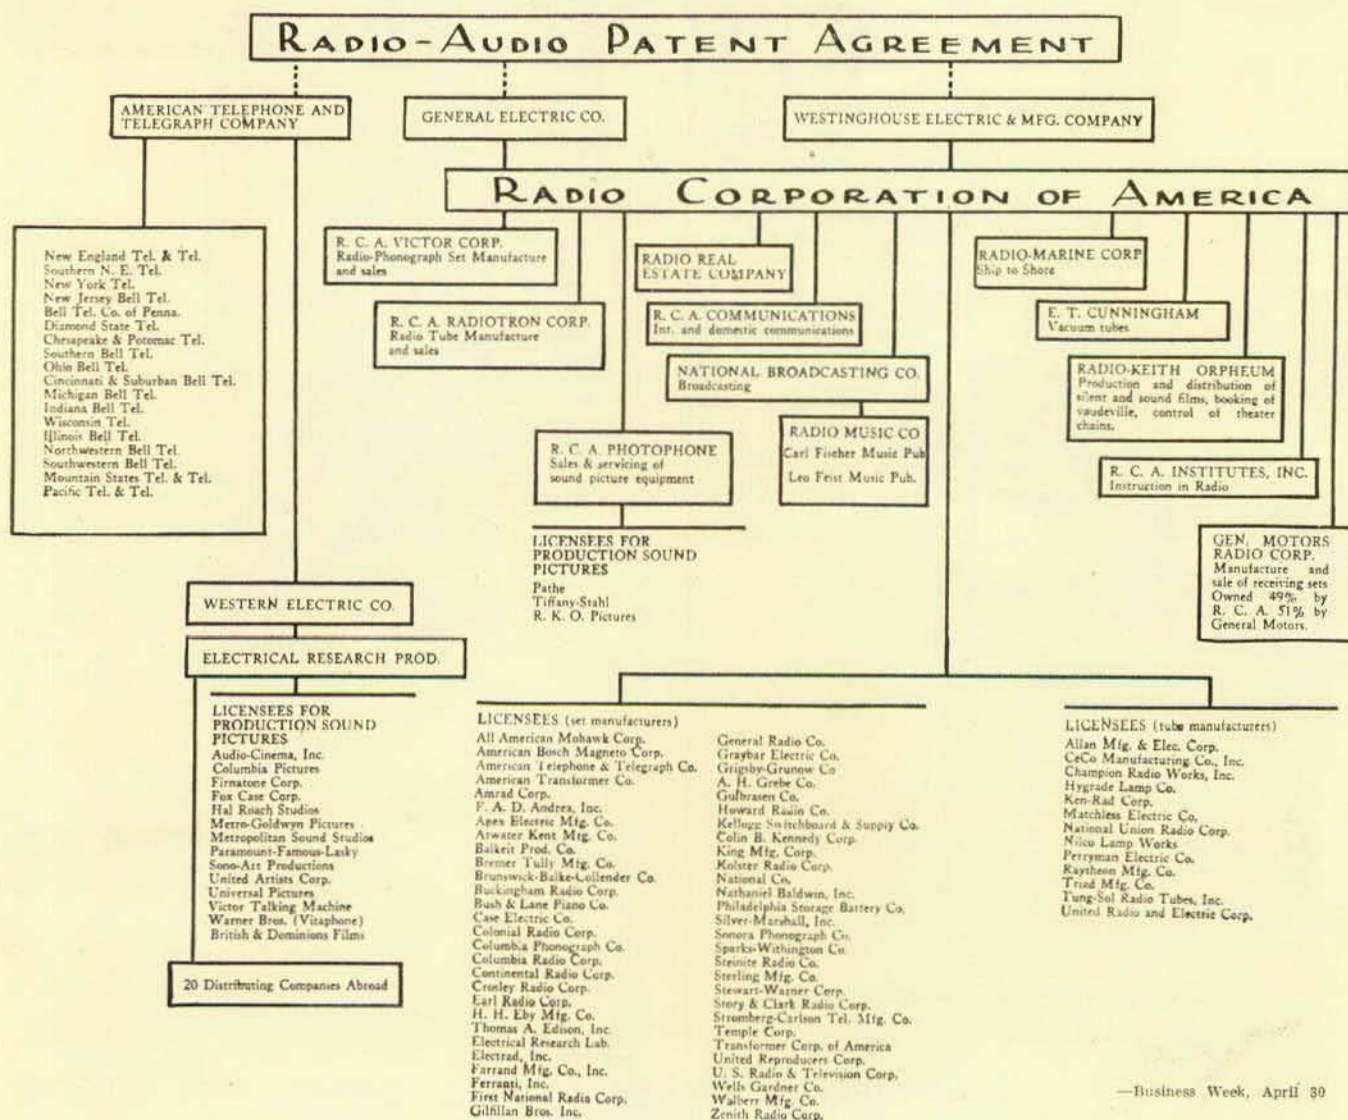 RADIO-AUDIO PATENT AGREEMENT
AMERICAN TELEPHONE AND
TELEGRAPH COMPANY
GENERAL ELECTRIC CO.
WESTINGHOUSE ELECTRIC & MFG. COMPANY
RADIO CORPORATION OF AMERICA
New England Tel. & Tel.
Southern N. E. Tel.
New York Tel.
New Jersey Bell Tel.
Bell Tel. Co. of Penna.
Diamond State Tel.
Chesapeake & Potomac Tel.
Southern Bell Tel.
Ohio Bell Tel.
Cincinnati & Suburban Bell Tel.
Michigan Bell Tel.
Indiana Bell Tel.
Wisconsin Tel.
Illinois Bell Tel.
Northwestern Bell Tel.
Southwestern Bell Tel.
Mountain States Tel. & Tel.
Pacific Tel. & Tel.
R. C. A. VICTOR CORP.
Radio-Phonograph Set Manufacture
and sales
R. C. A. RADIOTRON CORP.
Radio Tube Manufacture
and sales
R. C. A. PHOTOPHONE
Sales & servicing of
sound picture equipment
LICENSEES FOR
PRODUCTION SOUND
PICTURES
Pathe
Tiffany-Stahl
R. K. O. Pictures
RADIO REAL
ESTATE COMPANY
R. C. A. COMMUNICATIONS
Int. and domestic communications
NATIONAL BROADCASTING CO.
Broadcasting
RADIO MUSIC CO
Carl Fischer Music Pub
Leo Feist Music Pub.
RADIO-MARINE CORP
Ship to Shore
E. T. CUNNINGHAM
Vacuum tubes
RADIO-KEITH ORPHEUM
Production and distribution of
silent and sound films, booking of
vaudeville, control of theater
chains.
R. C. A. INSTITUTES, INC.
Instruction in Radio
GEN. MOTORS
RADIO CORP.
Manufacture and
sale of receiving sets
Owned 49% by
R. C. A. 51% by
General Motors.
WESTERN ELECTRIC CO.
ELECTRICAL RESEARCH PROD.
LICENSEES FOR
PRODUCTION SOUND
PICTURES
Audio-Cinema, Inc.
Columbia Pictures
Firnatone Corp.
Fox Case Corp.
Hal Roach Studios
Metro-Goldwyn Pictures
Metropolitan Sound Studios
Paramount-Famous-Lasky
Sono-Art Productions
United Artists Corp.
Universal Pictures
Victor Talking Machine
Warner Bros. (Vitaphone)
British & Dominions Films
20 Distributing Companies Abroad
LICENSEES (set manufacturers)
All American Mohawk Corp.
American Bosch Magneto Corp.
American Telephone & Telegraph Co.
American Transformer Co.
Amrad Corp.
F. A. D. Andrea, Inc.
Apex Electric Mfg. Co.
Atwater Kent Mfg. Co.
Balkeit Prod. Co.
Bremer Tully Mfg. Co.
Brunswick-Balke-Collender Co.
Buckingham Radio Corp.
Bush & Lane Piano Co.
Case Electric Co.
Colonial Radio Corp.
Columbia Phonograph Co.
Columbia Radio Corp.
Continental Radio Corp.
Crosley Radio Corp.
Earl Radio Corp.
H. H. Eby Mfg. Co.
Thomas A. Edison, Inc.
Electrical Research Lab.
Electrad, Inc.
Farrand Mfg. Co., Inc.
Ferranti, Inc.
First National Radio Corp.
Gilfillan Bros. Inc.
General Radio Co.
Graybar Electric Co.
Grigsby-Grunow Co
A. H. Grebe Co.
Gulbrasen Co.
Howard Radio Co.
Kellogg Switchboard & Supply Co.
Colin B. Kennedy Corp.
King Mfg. Corp.
Kolster Radio Corp.
National Co.
Nathaniel Baldwin, Inc.
Philadelphia Storage Battery Co.
Silver-Marshall, Inc.
Sonora Phonograph Co.
Sparks-Withington Co.
Steinite Radio Co.
Sterling Mfg. Co.
Stewart-Warner Corp.
Story & Clark Radio Corp.
Stromberg-Carlson Tel. Mfg. Co.
Temple Corp.
Transformer Corp. of America
United Reproducers Corp.
U. S. Radio & Television Corp.
Wells Gardner Co.
Walbert Mfg. Co.
Zenith Radio Corp.
LICENSEES (tube manufacturers)
Allan Mfg. & Elec. Corp.
CeCo Manufacturing Co., Inc.
Champion Radio Works, Inc.
Hygrade Lamp Co.
Ken-Rad Corp.
Matchless Electric Co.
National Union Radio Corp.
Nilco Lamp Works
Perryman Electric Co.
Raytheon Mfg. Co.
Triad Mfg. Co.
Tung-Sol Radio Tubes, Inc.
United Radio and Electric Corp.
—Business Week, April 30